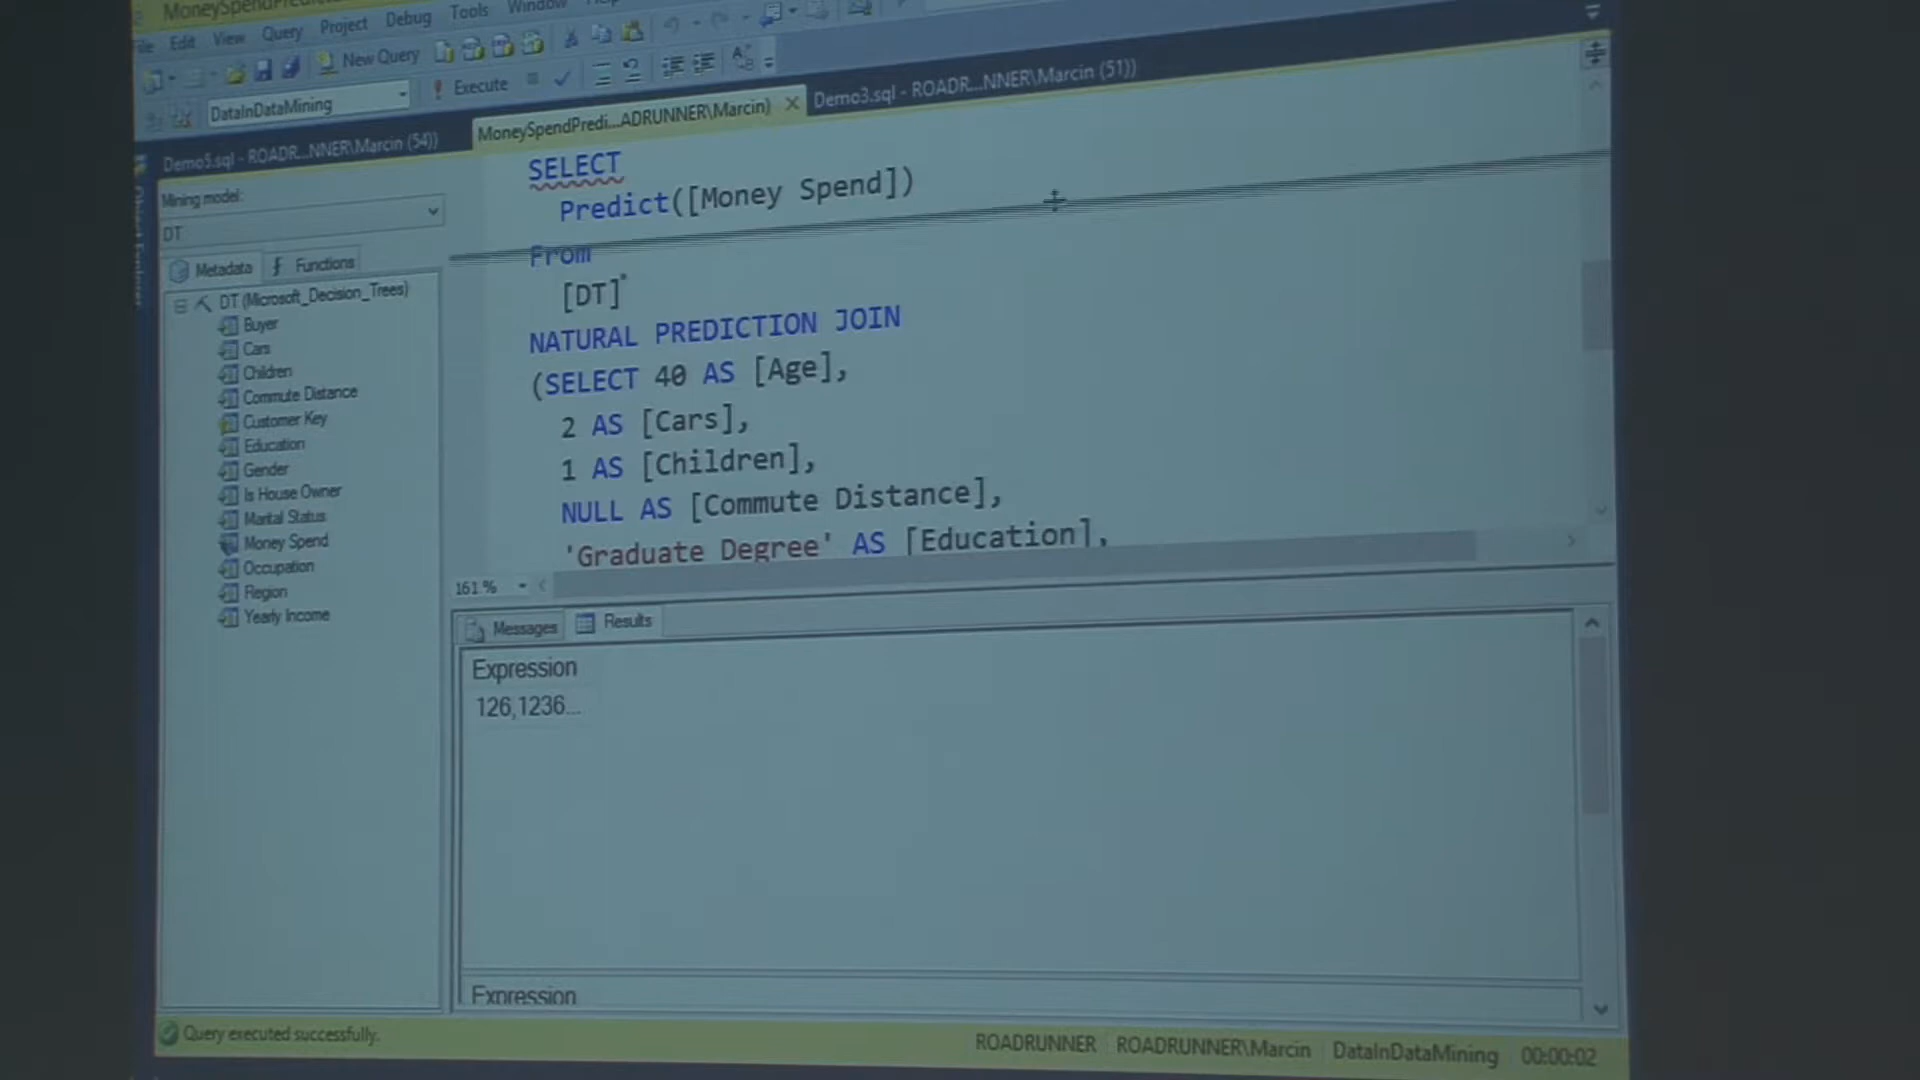 MoneySpendPredi
Edit View Query Project Debug Tools Window
New Query
DataInDataMining
Execute
Demo5.sql - ROADR...NNER\Marcin (54))
MoneySpendPredi...ADRUNNER\Marcin)
Demo3.sql - ROADR...NNER\Marcin (51))
Mining model:
DT
Metadata
Functions
DT (Microsoft_Decision_Trees)
Buyer
Cars
Children
Commute Distance
Customer Key
Education
Gender
Is House Owner
Marital Status
Money Spend
Occupation
Region
Yearly Income
SELECT
Predict([Money Spend])
From
[DT]
NATURAL PREDICTION JOIN
(SELECT 40 AS [Age],
2 AS [Cars],
1 AS [Children],
NULL AS [Commute Distance],
'Graduate Degree' AS [Education],
161 %
Messages
Results
Expression
126,1236...
Expression
Query executed successfully.
ROADRUNNER
ROADRUNNER\Marcin
DataInDataMining
00:00:02